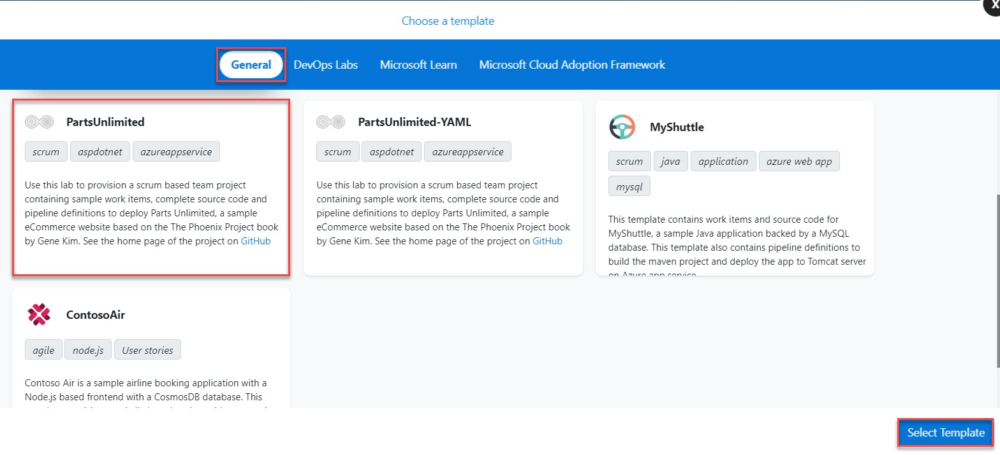 X
Choose a template
General
DevOps Labs
Microsoft Learn
Microsoft Cloud Adoption Framework
PartsUnlimited
scrum
aspdotnet
azureappservice
Use this lab to provision a scrum based team project
containing sample work items, complete source code and
pipeline definitions to deploy Parts Unlimited, a sample
eCommerce website based on the The Phoenix Project book
by Gene Kim. See the home page of the project on GitHub
PartsUnlimited-YAML
scrum
aspdotnet
azureappservice
Use this lab to provision a scrum based team project
containing sample work items, complete source code and
pipeline definitions to deploy Parts Unlimited, a sample
eCommerce website based on the The Phoenix Project book
by Gene Kim. See the home page of the project on GitHub
MyShuttle
scrum
java
application
azure web app
mysql
This template contains work items and source code for
MyShuttle, a sample Java application backed by a MySQL
database. This template also contains pipeline definitions to
build the maven project and deploy the app to Tomcat server
on Azure app service
ContosoAir
agile
node.js
User stories
Contoso Air is a sample airline booking application with a
Node.js based frontend with a CosmosDB database. This
Select Template